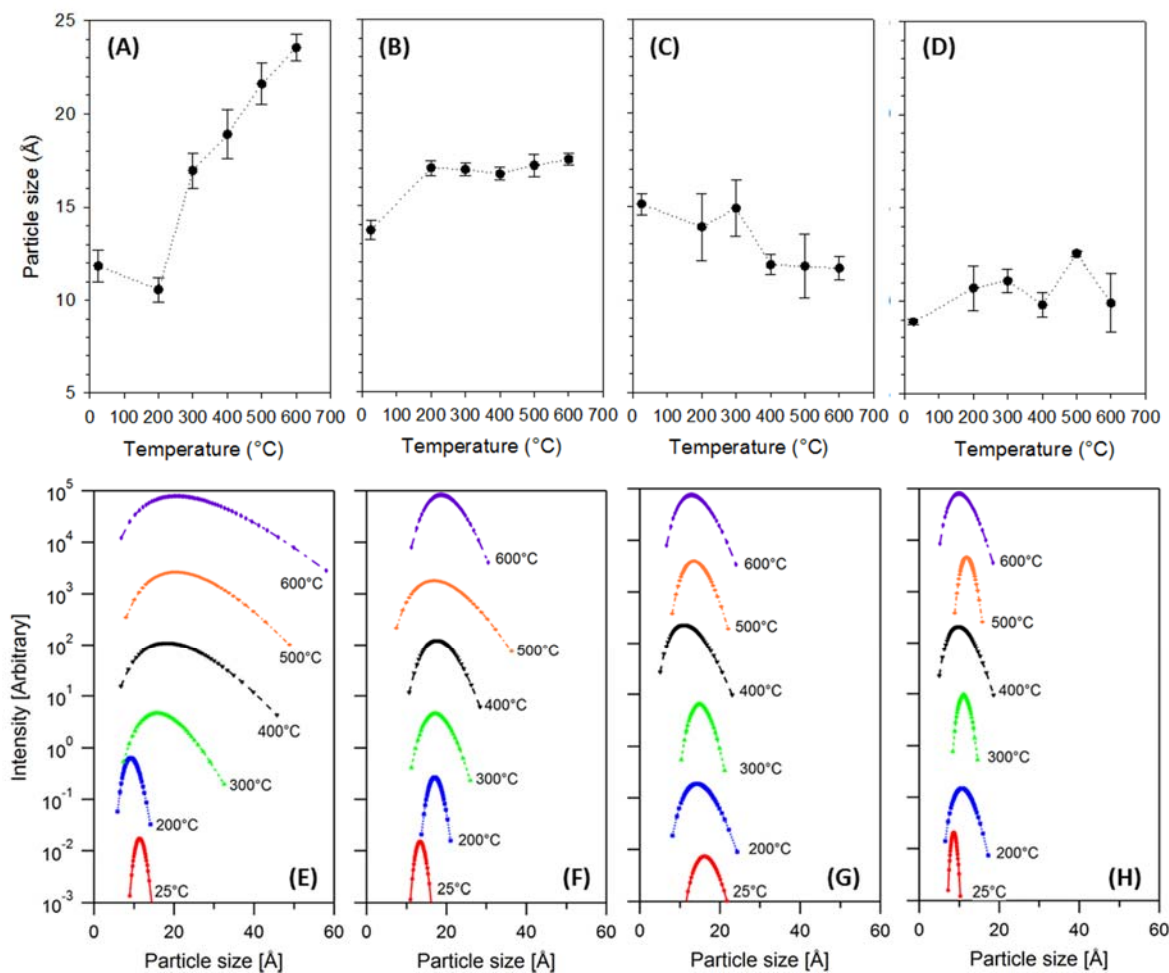 (A) (B) (C) (D)
25
20
15
10
5
Particle size (Å)
0 100 200 300 400 500 600 700
0 100 200 300 400 500 600 700
0 100 200 300 400 500 600 700
0 100 200 300 400 500 600 700
Temperature (°C) Temperature (°C) Temperature (°C) Temperature (°C)
10⁵
10⁴
10³
10²
10¹
10⁰
10⁻¹
10⁻²
10⁻³
Intensity [Arbitrary]
600°C
500°C
400°C
300°C
200°C
25°C
(E)
600°C
500°C
400°C
300°C
200°C
25°C
(F)
600°C
500°C
400°C
300°C
200°C
25°C
(G)
600°C
500°C
400°C
300°C
200°C
25°C
(H)
0 20 40 60
0 20 40 60
0 20 40 60
0 20 40 60
Particle size [Å] Particle size [Å] Particle size [Å] Particle size [Å]